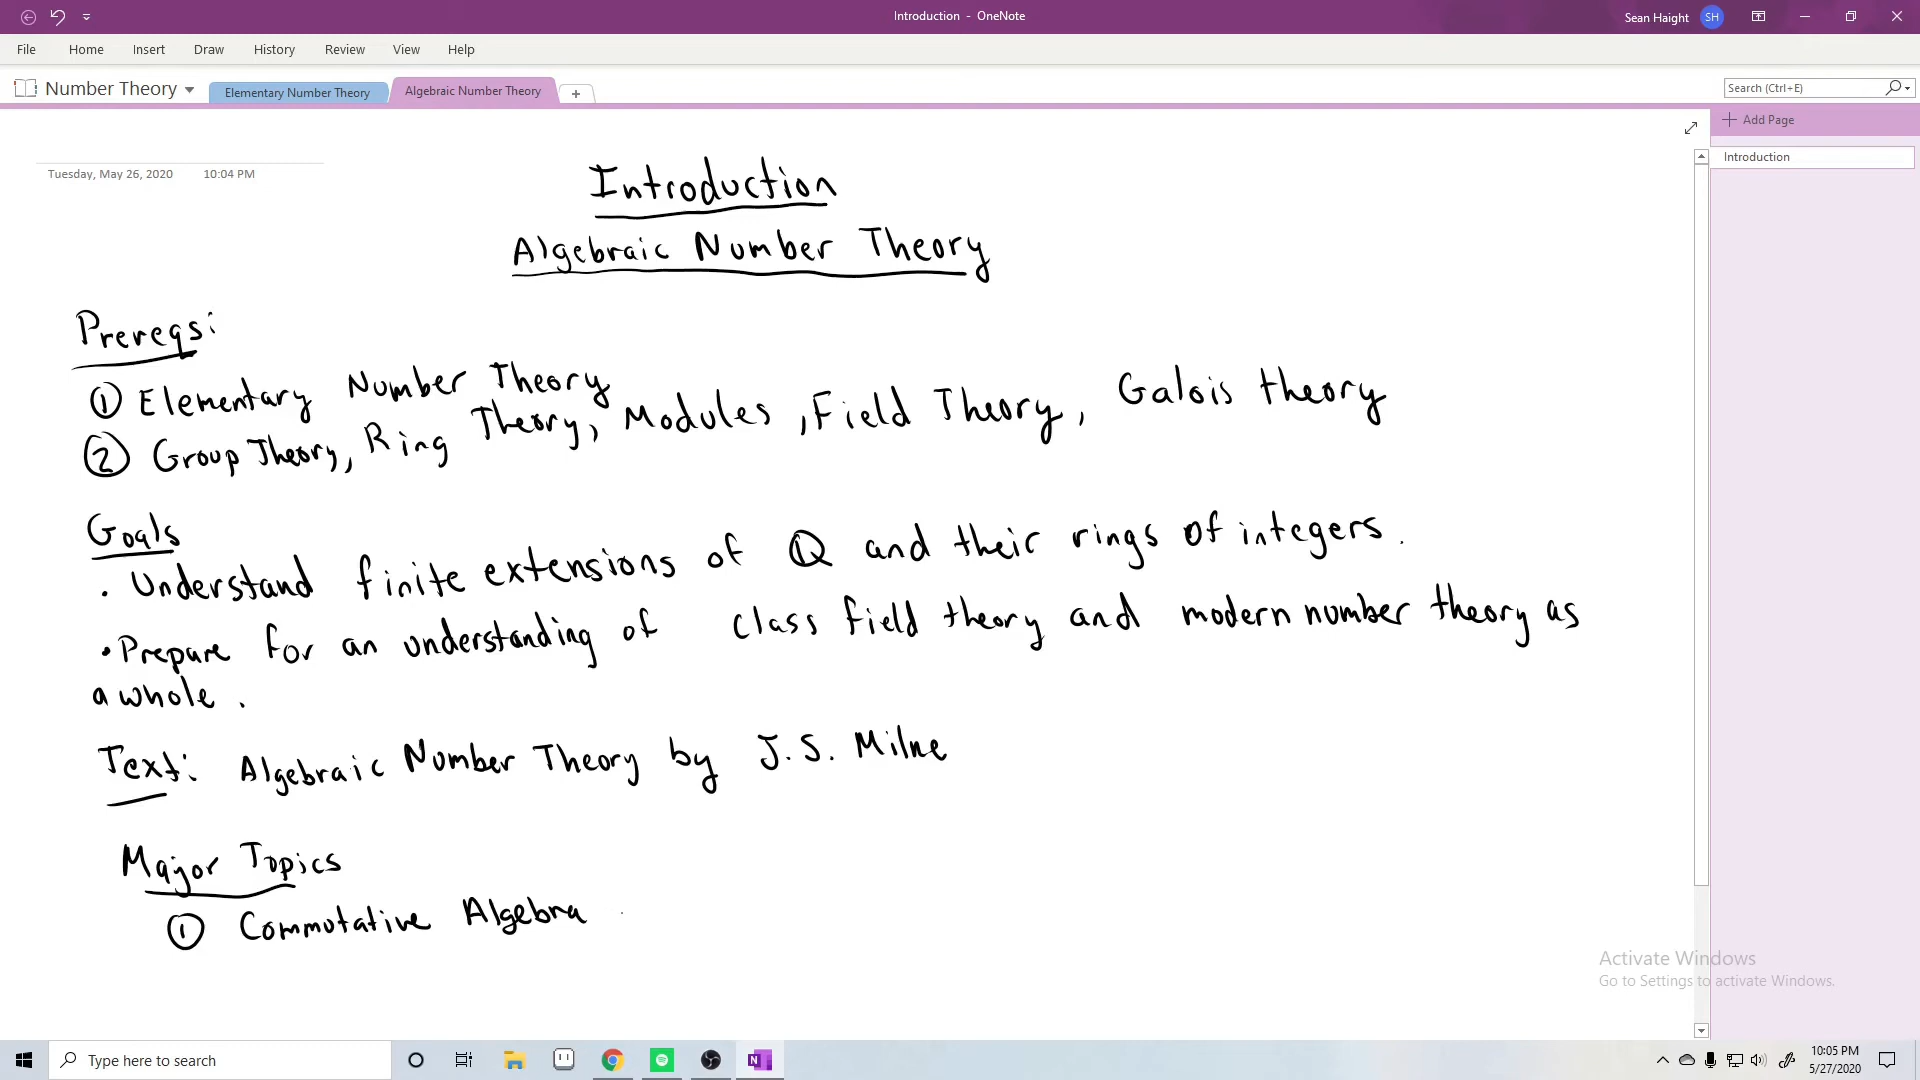 Introduction - OneNote
Sean Haight
SH
File Home Insert Draw History Review View Help
Number Theory
Elementary Number Theory
Algebraic Number Theory
Search (Ctrl+E)
Add Page
Introduction
Tuesday, May 26, 2020 10:04 PM
Introduction
Algebraic Number Theory
Prereqs:
① Elementary Number Theory
② Group Theory, Ring Theory, Modules, Field Theory, Galois theory
Goals
• Understand finite extensions of ℚ and their rings of integers.
• Prepare for an understanding of class field theory and modern number theory as
a whole.
Text: Algebraic Number Theory by J.S. Milne
Major Topics
① Commutative Algebra
Activate Windows
Go to Settings to activate Windows.
Type here to search
N
10:05 PM
5/27/2020